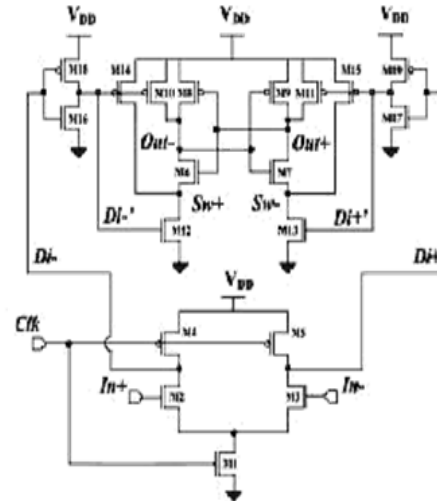 VDD VDD VDD
M18 M14 M10 M8 M9 M11 M15 M19
M16 M17
Out- Out+
M6 M7
Sw+ Sw-
Di-' M12 M13 Di+'
Di- Di+
VDD
Clk M4 M5
In+ M2 M3 In-
M1